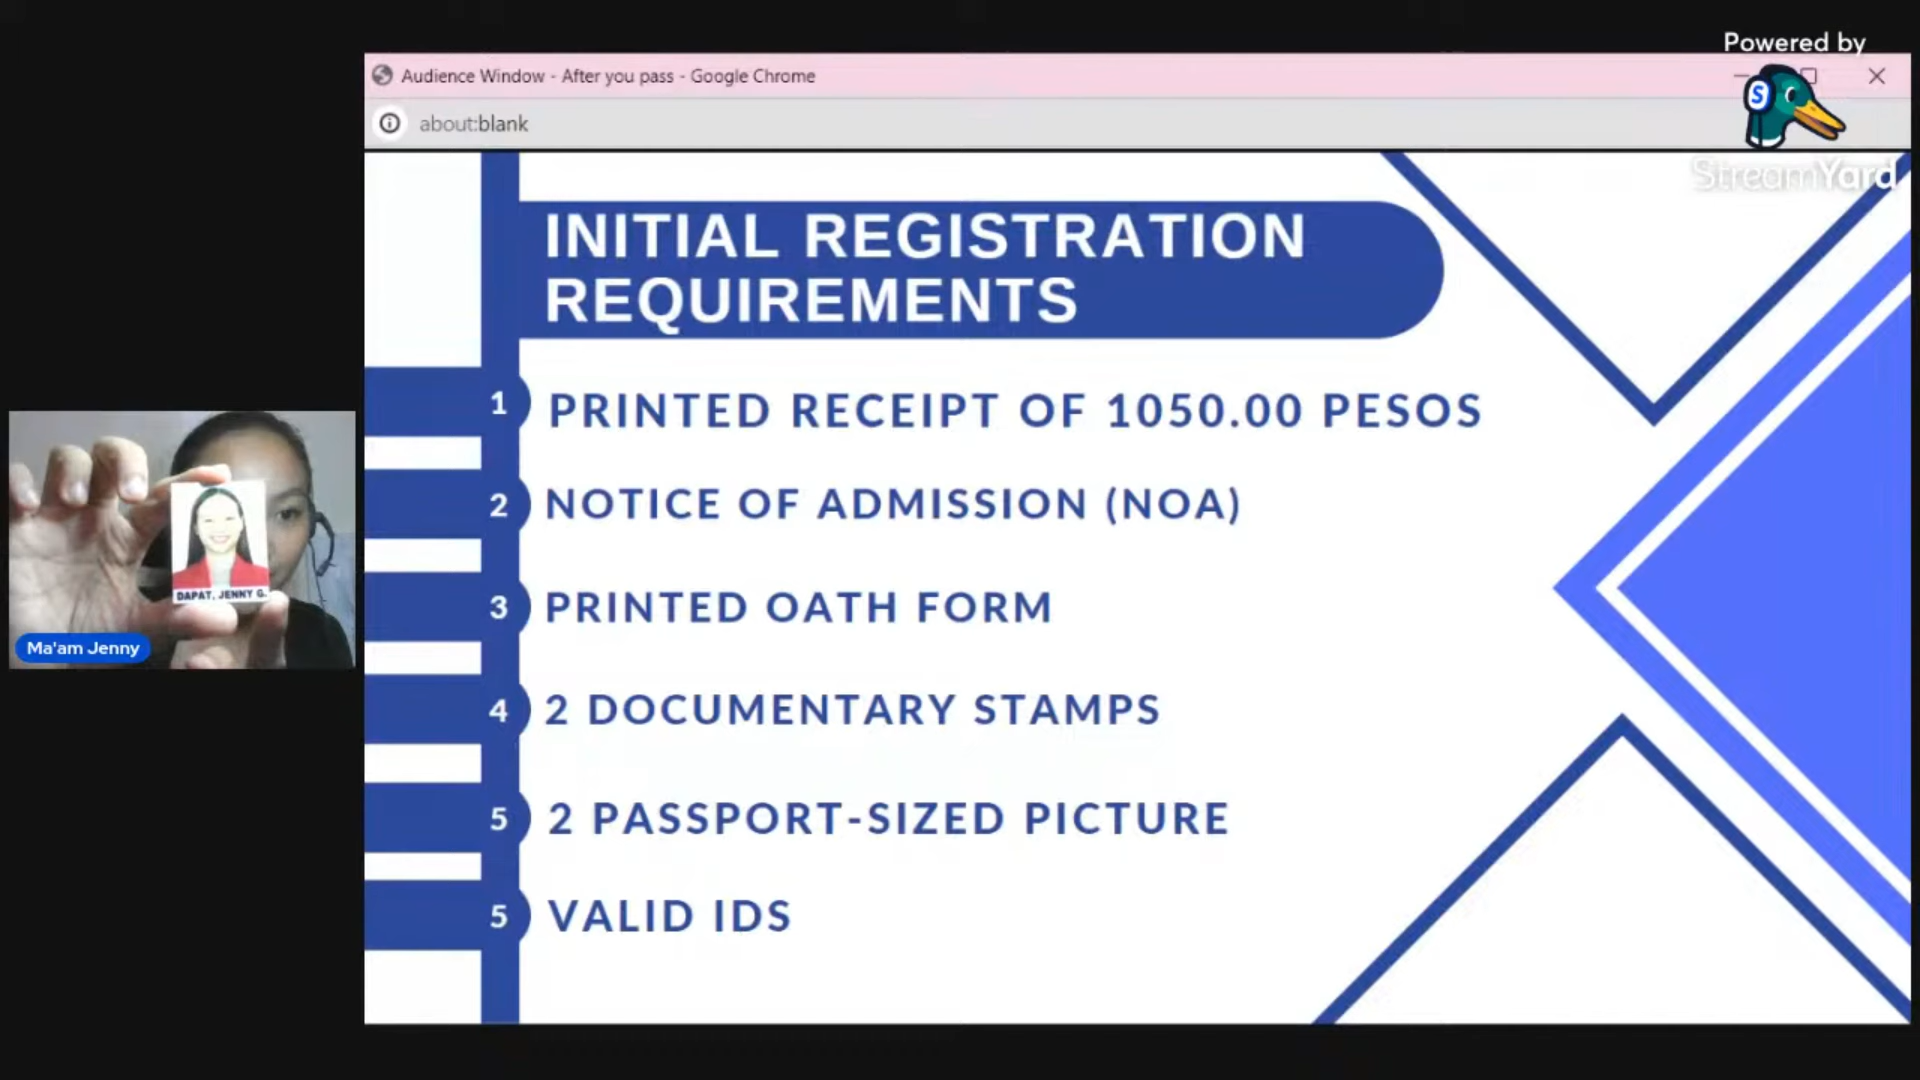 Powered by
StreamYard
Audience Window - After you pass - Google Chrome
about:blank
INITIAL REGISTRATION
REQUIREMENTS
1 PRINTED RECEIPT OF 1050.00 PESOS
2 NOTICE OF ADMISSION (NOA)
3 PRINTED OATH FORM
4 2 DOCUMENTARY STAMPS
5 2 PASSPORT-SIZED PICTURE
5 VALID IDS
DAPAT, JENNY G.
Ma'am Jenny